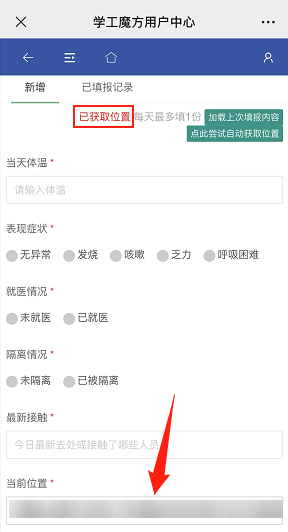 学工魔方用户中心
新增 已填报记录
已获取位置 每天最多填1份 加载上次填报内容
点此尝试自动获取位置
当天体温 *
请输入体温
表现症状 *
无异常 发烧 咳嗽 乏力 呼吸困难
就医情况 *
未就医 已就医
隔离情况 *
未隔离 已被隔离
最新接触 *
今日最新去处或接触了哪些人员
当前位置 *